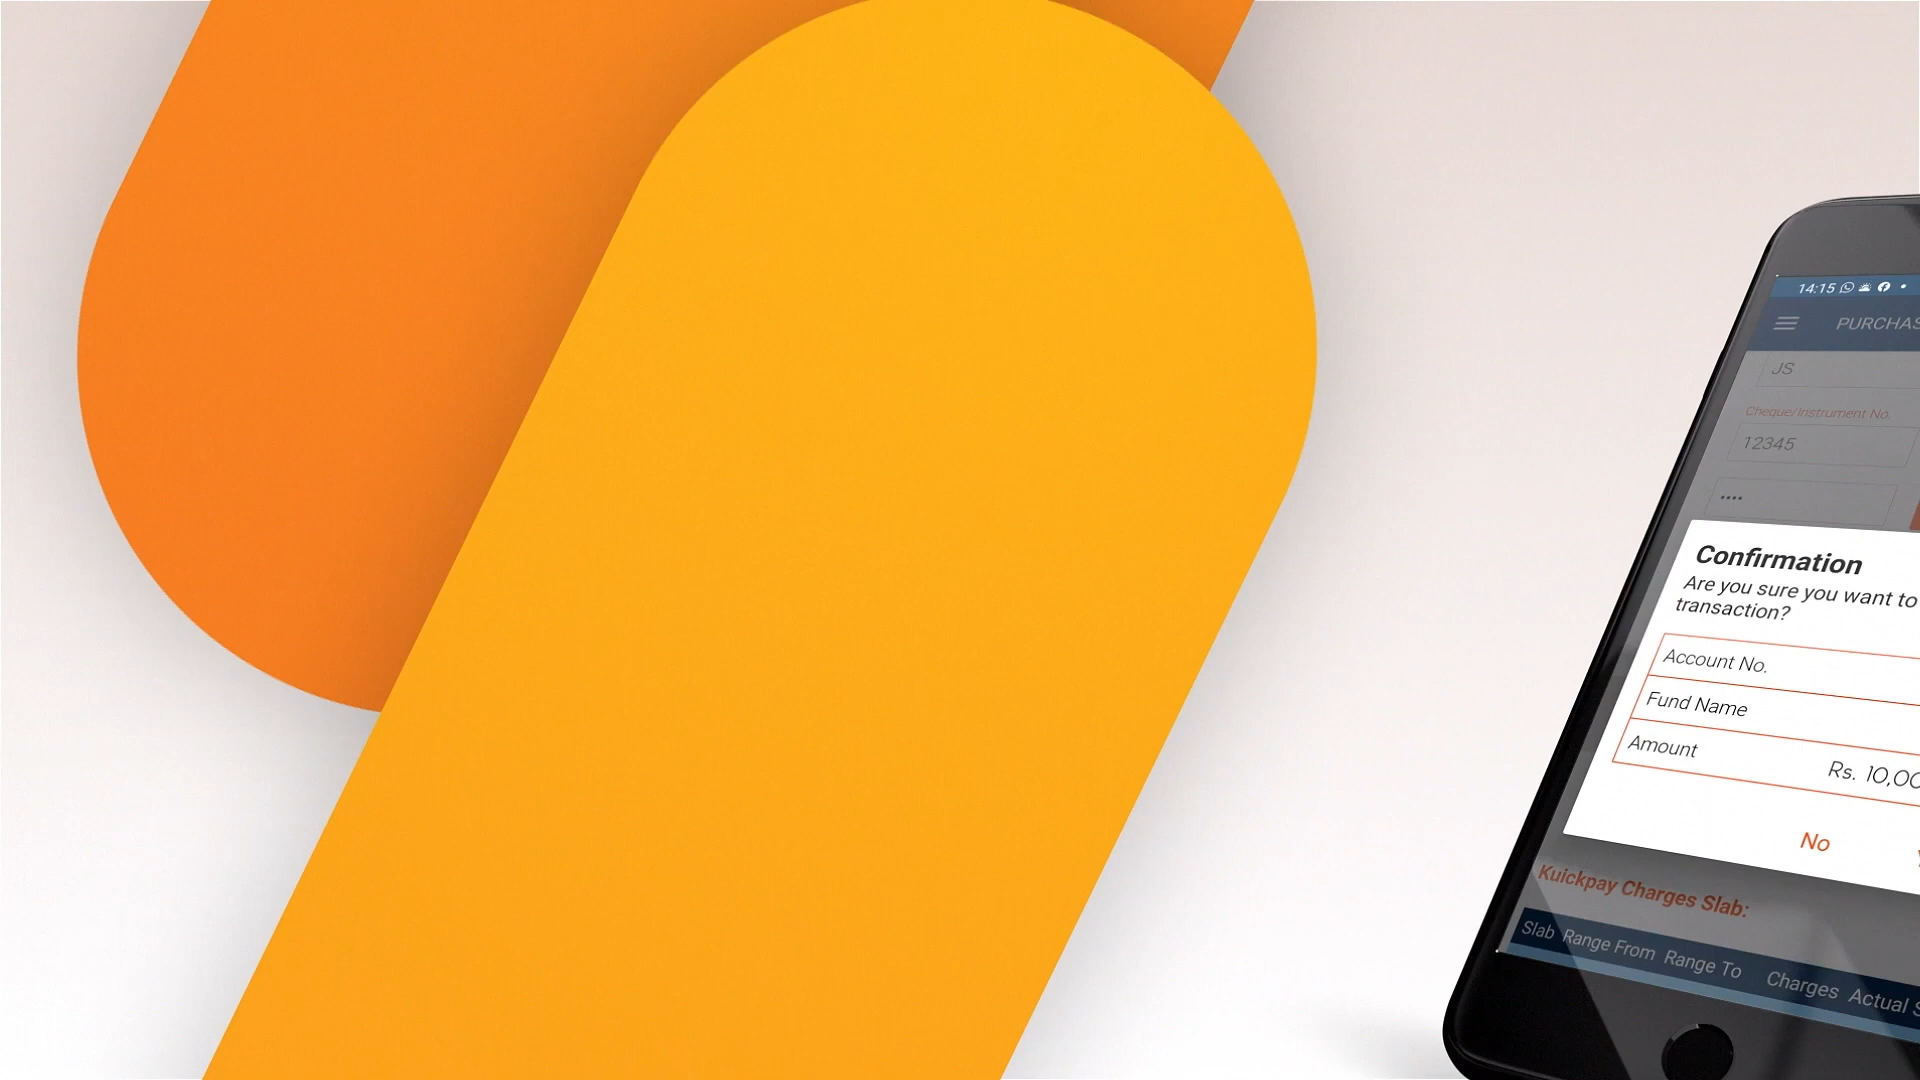 14:15
PURCHAS
JS
Cheque/Instrument No.
12345
Confirmation
Are you sure you want to
transaction?
Account No.
Fund Name
Amount
Rs. 10,00
No
Kuickpay Charges Slab:
Slab Range From Range To Charges Actual S